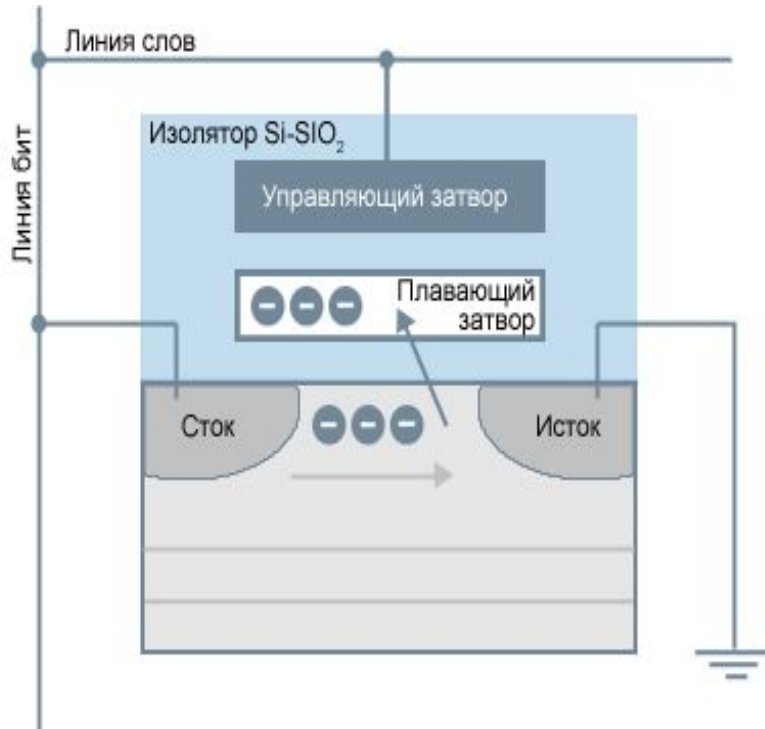 Линия слов
Линия бит
Изолятор Si-SIO₂
Управляющий затвор
Плавающий
затвор
Сток
Исток